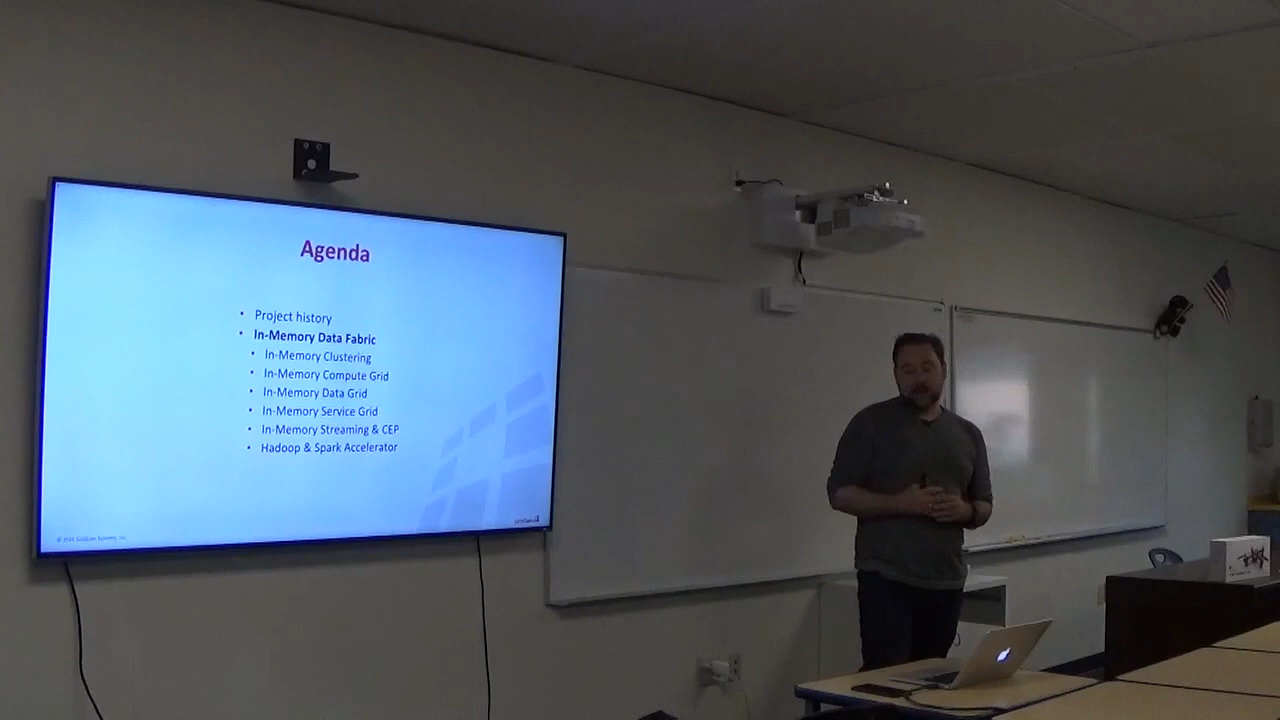 Agenda
• Project history
• In-Memory Data Fabric
• In-Memory Clustering
• In-Memory Compute Grid
• In-Memory Data Grid
• In-Memory Service Grid
• In-Memory Streaming & CEP
• Hadoop & Spark Accelerator